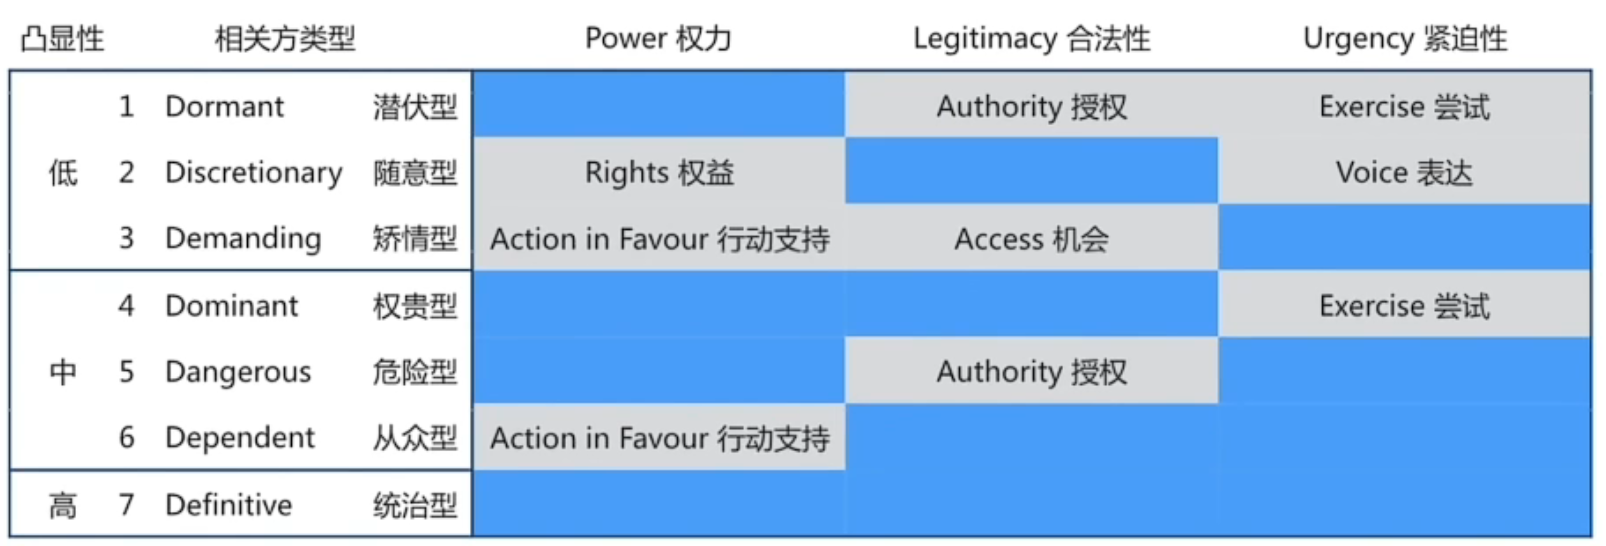 凸显性 相关方类型 Power 权力 Legitimacy 合法性 Urgency 紧迫性
1 Dormant 潜伏型 Authority 授权 Exercise 尝试
低 2 Discretionary 随意型 Rights 权益 Voice 表达
3 Demanding 矫情型 Action in Favour 行动支持 Access 机会
4 Dominant 权贵型 Exercise 尝试
中 5 Dangerous 危险型 Authority 授权
6 Dependent 从众型 Action in Favour 行动支持
高 7 Definitive 统治型